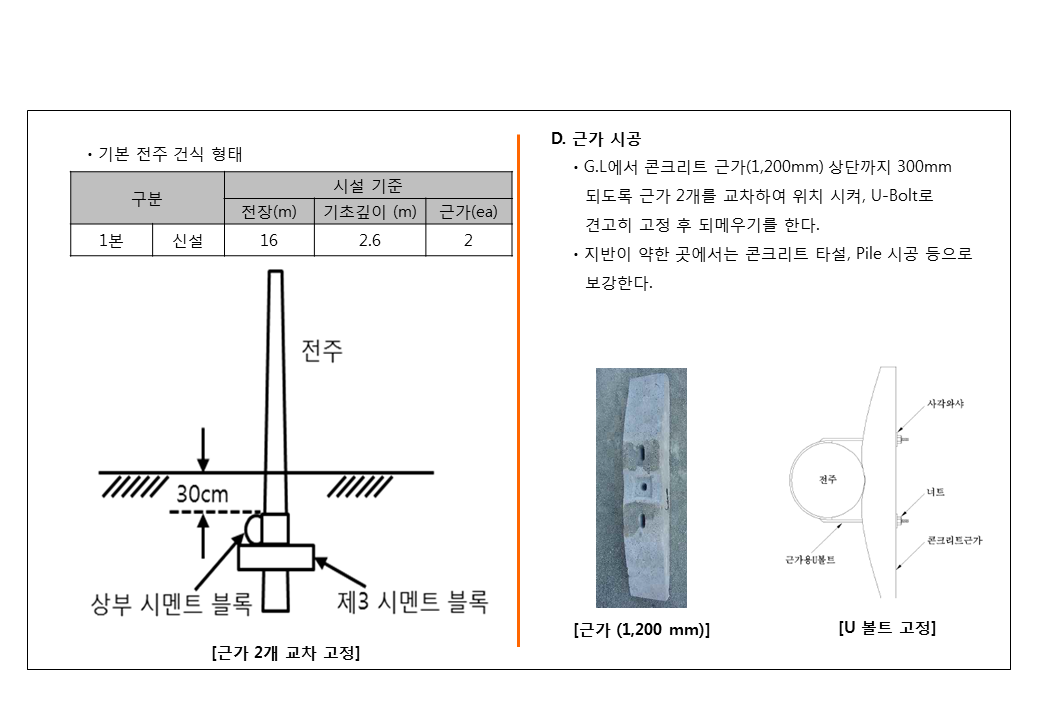 • 기본 전주 건식 형태
구분
시설 기준
전장(m) 기초깊이 (m) 근가(ea)
1본 신설 16 2.6 2
전주
30cm
상부 시멘트 블록
제3 시멘트 블록
[근가 2개 교차 고정]
D. 근가 시공
• G.L에서 콘크리트 근가(1,200mm) 상단까지 300mm
되도록 근가 2개를 교차하여 위치 시켜, U-Bolt로
견고히 고정 후 되메우기를 한다.
• 지반이 약한 곳에서는 콘크리트 타설, Pile 시공 등으로
보강한다.
[근가 (1,200 mm)]
사각와샤
전주
너트
콘크리트근가
근가용U볼트
[U 볼트 고정]